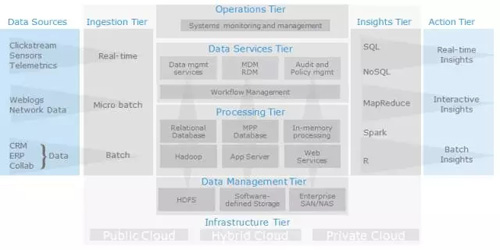 Data Sources
Ingestion Tier
Operations Tier
Insights Tier
Action Tier
Systems monitoring and management
Clickstream
Sensors
Telemetrics
Real-time
Data Services Tier
Data mgmt
services
MDM
RDM
Audit and
Policy mgmt
Workflow Management
SQL
NoSQL
Real-time
Insights
Weblogs
Network Data
Micro batch
Processing Tier
Relational
Database
MPP
Database
In-memory
processing
Hadoop
App Server
Web
Services
MapReduce
Spark
Interactive
Insights
CRM
ERP
Collab
Data
Batch
R
Batch
Insights
Data Management Tier
HDFS
Software-
defined Storage
Enterprise
SAN/NAS
Infrastructure Tier
Public Cloud
Hybrid Cloud
Private Cloud